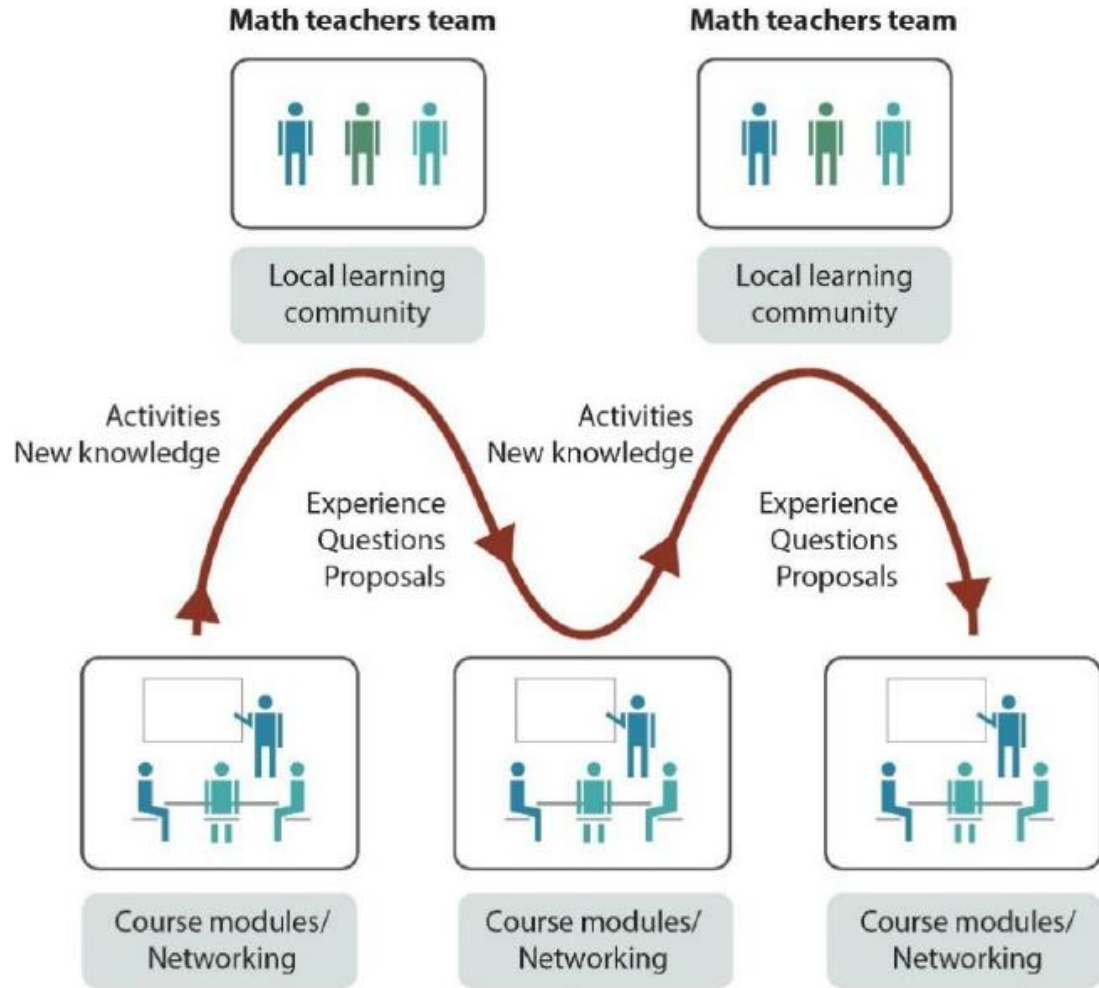 Math teachers team
Math teachers team
Local learning
community
Local learning
community
Activities
New knowledge
Experience
Questions
Proposals
Activities
New knowledge
Experience
Questions
Proposals
Course modules/
Networking
Course modules/
Networking
Course modules/
Networking